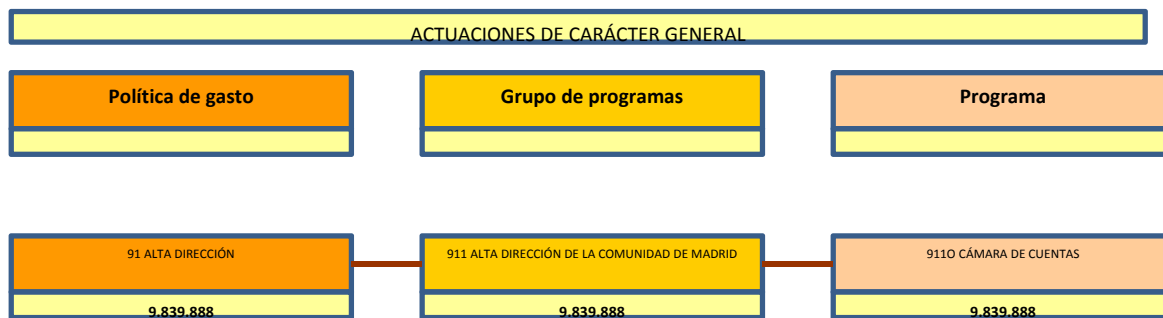 ACTUACIONES DE CARÁCTER GENERAL
Política de gasto
Grupo de programas
Programa
91 ALTA DIRECCIÓN
911 ALTA DIRECCIÓN DE LA COMUNIDAD DE MADRID
911O CÁMARA DE CUENTAS
9.839.888
9.839.888
9.839.888